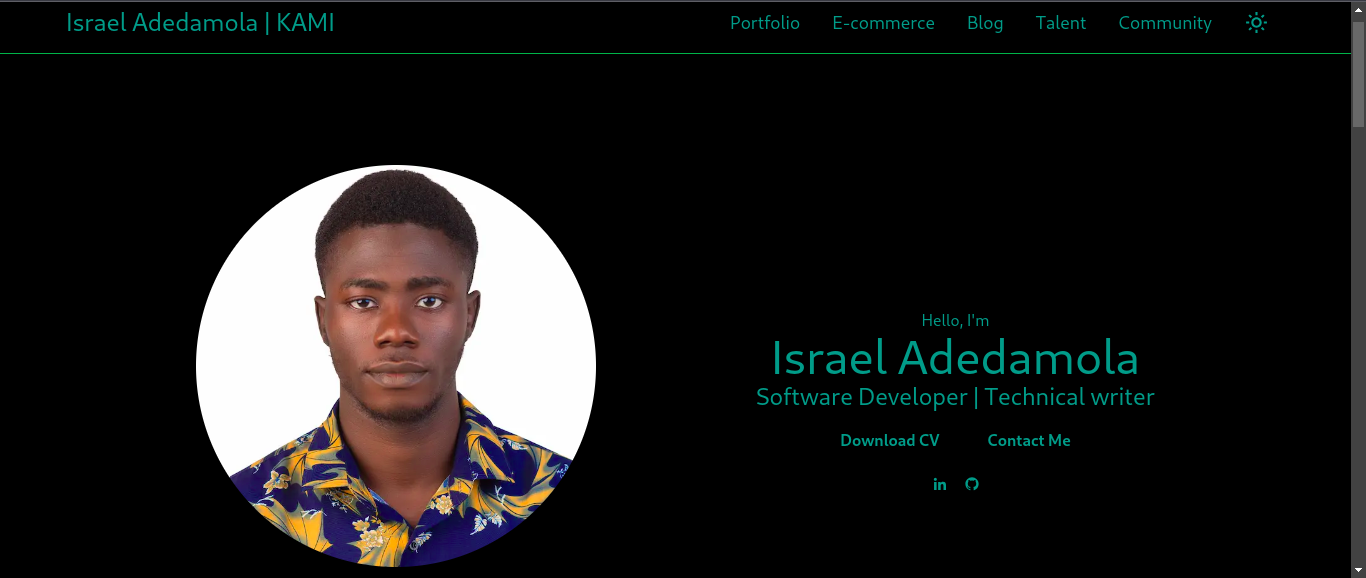 Israel Adedamola | KAMI
Portfolio E-commerce Blog Talent Community
Hello, I'm
Israel Adedamola
Software Developer | Technical writer
Download CV Contact Me
in